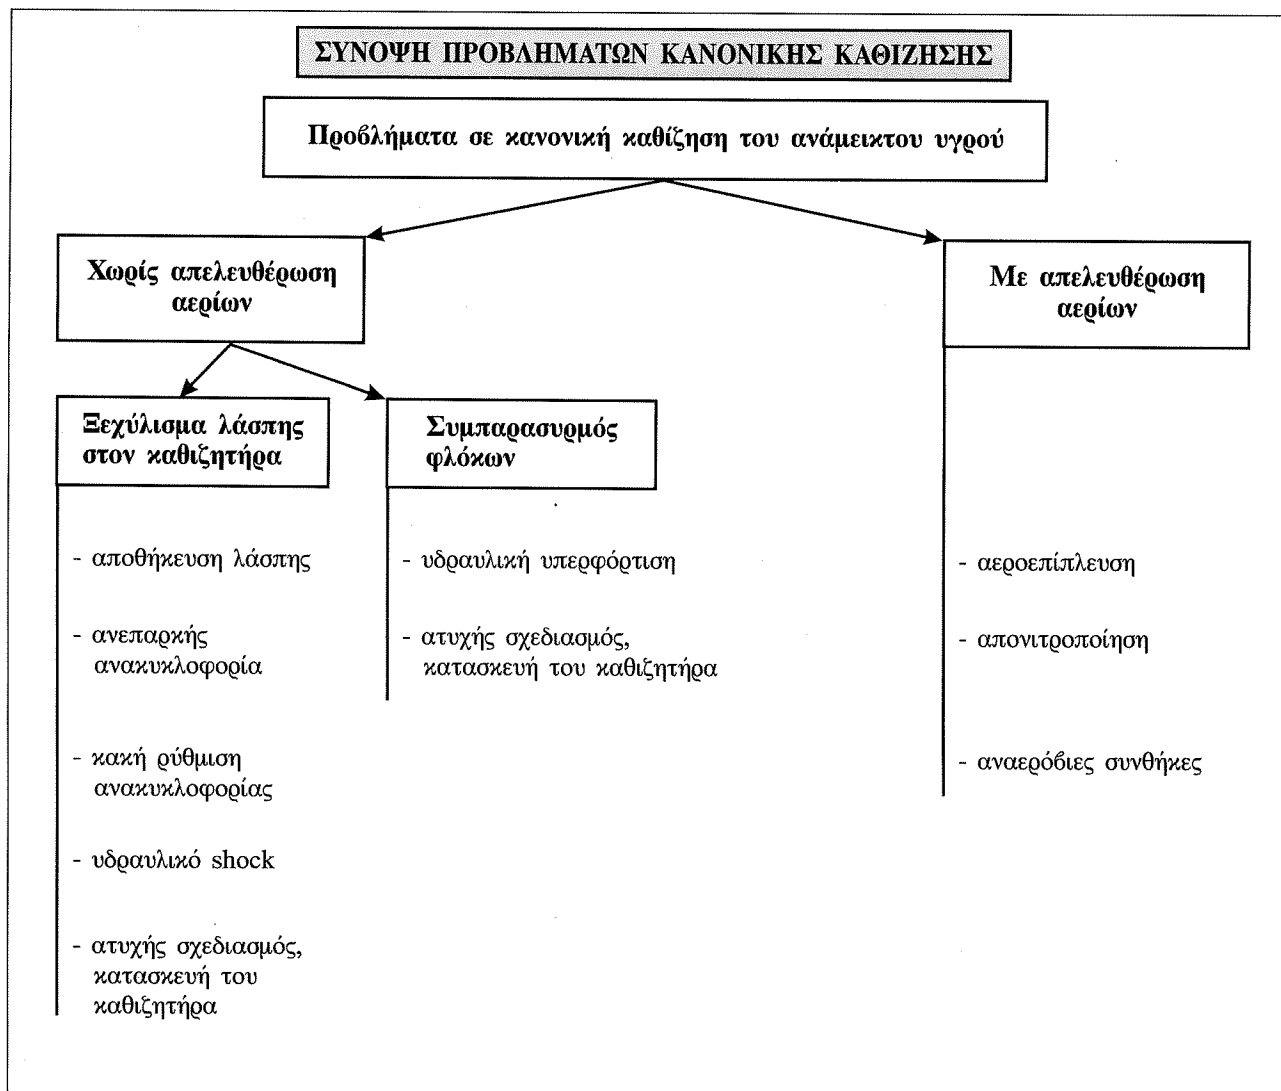 ΣΥΝΟΨΗ ΠΡΟΒΛΗΜΑΤΩΝ ΚΑΝΟΝΙΚΗΣ ΚΑΘΙΖΗΣΗΣ
Προβλήματα σε κανονική καθίζηση του ανάμεικτου υγρού
Χωρίς απελευθέρωση
αερίων
Με απελευθέρωση
αερίων
Ξεχύλισμα λάσπης
στον καθιζητήρα
Συμπαρασυρμός
φλόκων
- αποθήκευση λάσπης
- ανεπαρκής
ανακυκλοφορία
- κακή ρύθμιση
ανακυκλοφορίας
- υδραυλικό shock
- ατυχής σχεδιασμός,
κατασκευή του
καθιζητήρα
- υδραυλική υπερφόρτιση
- ατυχής σχεδιασμός,
κατασκευή του καθιζητήρα
- αεροεπίπλευση
- απονιτροποίηση
- αναερόβιες συνθήκες